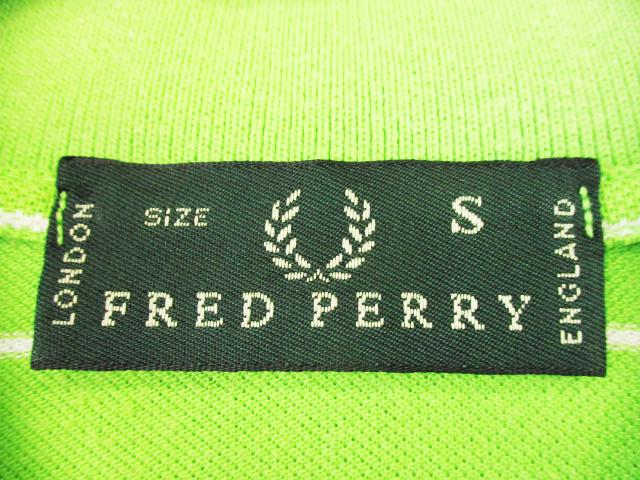 LONDON
SIZE
S
FRED PERRY
ENGLAND